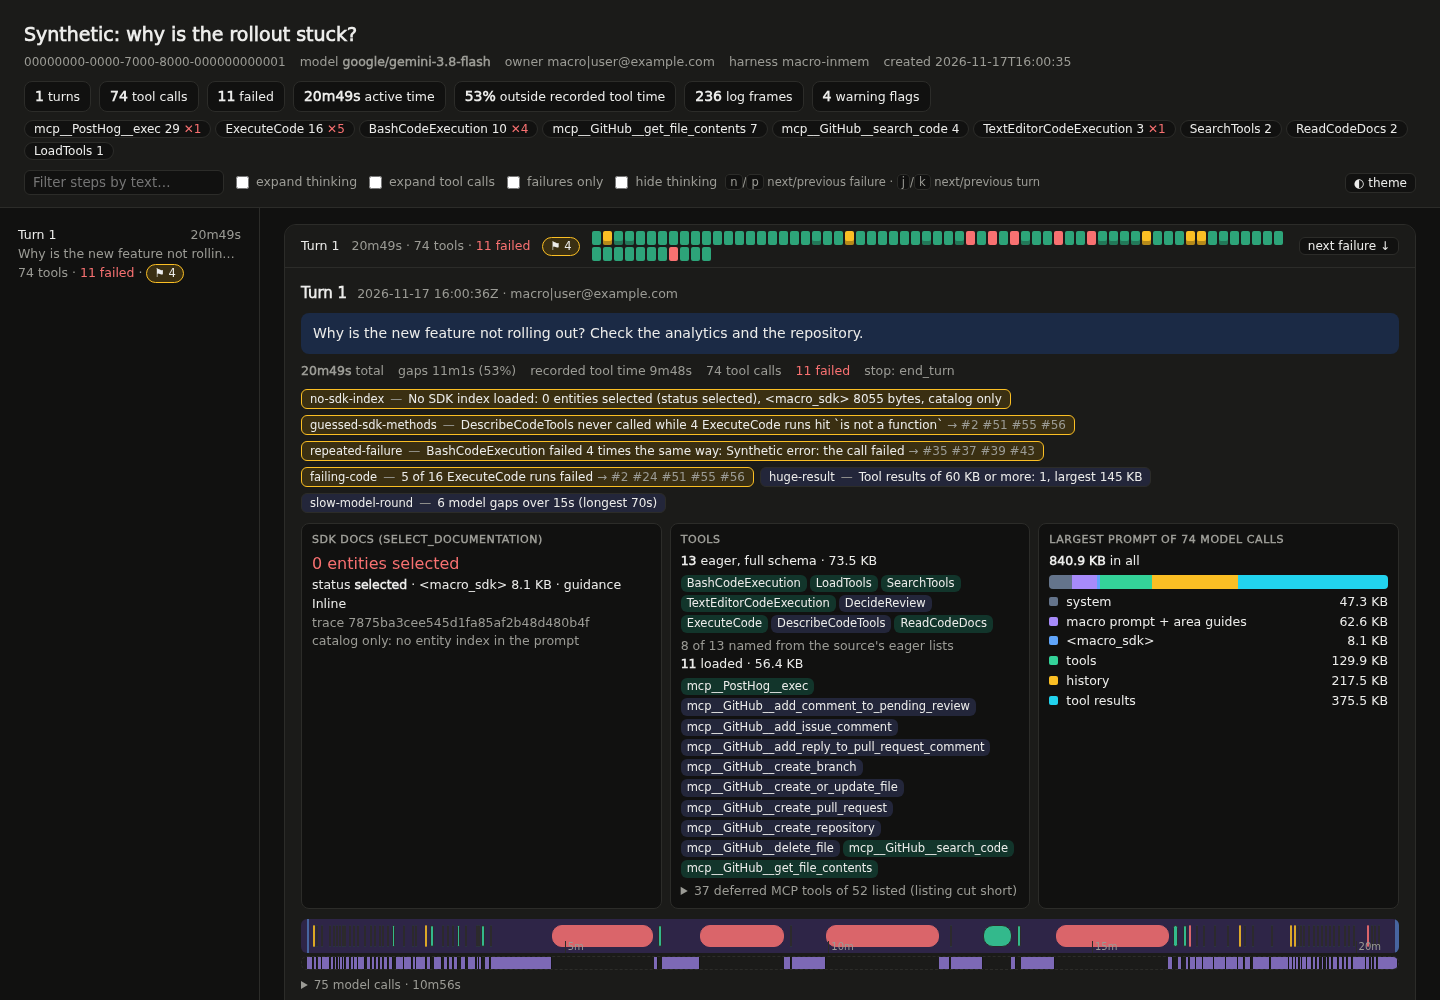 Synthetic: why is the rollout stuck?
00000000-0000-7000-8000-000000000001 model google/gemini-3.8-flash owner macro|user@example.com harness macro-inmem created 2026-11-17T16:00:35
1 turns 74 tool calls 11 failed 20m49s active time 53% outside recorded tool time 236 log frames 4 warning flags
mcp__PostHog__exec 29 ×1 ExecuteCode 16 ×5 BashCodeExecution 10 ×4 mcp__GitHub__get_file_contents 7 mcp__GitHub__search_code 4 TextEditorCodeExecution 3 ×1 SearchTools 2 ReadCodeDocs 2
LoadTools 1
Filter steps by text… expand thinking expand tool calls failures only hide thinking n / p next/previous failure · j / k next/previous turn ◐ theme
Turn 1 20m49s
Why is the new feature not rollin…
74 tools · 11 failed · ⚑ 4
Turn 1 20m49s · 74 tools · 11 failed ⚑ 4 next failure ↓
Turn 1 2026-11-17 16:00:36Z · macro|user@example.com
Why is the new feature not rolling out? Check the analytics and the repository.
20m49s total gaps 11m1s (53%) recorded tool time 9m48s 74 tool calls 11 failed stop: end_turn
no-sdk-index — No SDK index loaded: 0 entities selected (status selected), <macro_sdk> 8055 bytes, catalog only
guessed-sdk-methods — DescribeCodeTools never called while 4 ExecuteCode runs hit `is not a function` → #2 #51 #55 #56
repeated-failure — BashCodeExecution failed 4 times the same way: Synthetic error: the call failed → #35 #37 #39 #43
failing-code — 5 of 16 ExecuteCode runs failed → #2 #24 #51 #55 #56 huge-result — Tool results of 60 KB or more: 1, largest 145 KB
slow-model-round — 6 model gaps over 15s (longest 70s)
SDK DOCS (SELECT_DOCUMENTATION)
0 entities selected
status selected · <macro_sdk> 8.1 KB · guidance
Inline
trace 7875ba3cee545d1fa85af2b48d480b4f
catalog only: no entity index in the prompt
TOOLS
13 eager, full schema · 73.5 KB
BashCodeExecution LoadTools SearchTools
TextEditorCodeExecution DecideReview
ExecuteCode DescribeCodeTools ReadCodeDocs
8 of 13 named from the source's eager lists
11 loaded · 56.4 KB
mcp__PostHog__exec
mcp__GitHub__add_comment_to_pending_review
mcp__GitHub__add_issue_comment
mcp__GitHub__add_reply_to_pull_request_comment
mcp__GitHub__create_branch
mcp__GitHub__create_or_update_file
mcp__GitHub__create_pull_request
mcp__GitHub__create_repository
mcp__GitHub__delete_file mcp__GitHub__search_code
mcp__GitHub__get_file_contents
▶ 37 deferred MCP tools of 52 listed (listing cut short)
LARGEST PROMPT OF 74 MODEL CALLS
840.9 KB in all
system 47.3 KB
macro prompt + area guides 62.6 KB
<macro_sdk> 8.1 KB
tools 129.9 KB
history 217.5 KB
tool results 375.5 KB
5m 10m 15m 20m
▶ 75 model calls · 10m56s